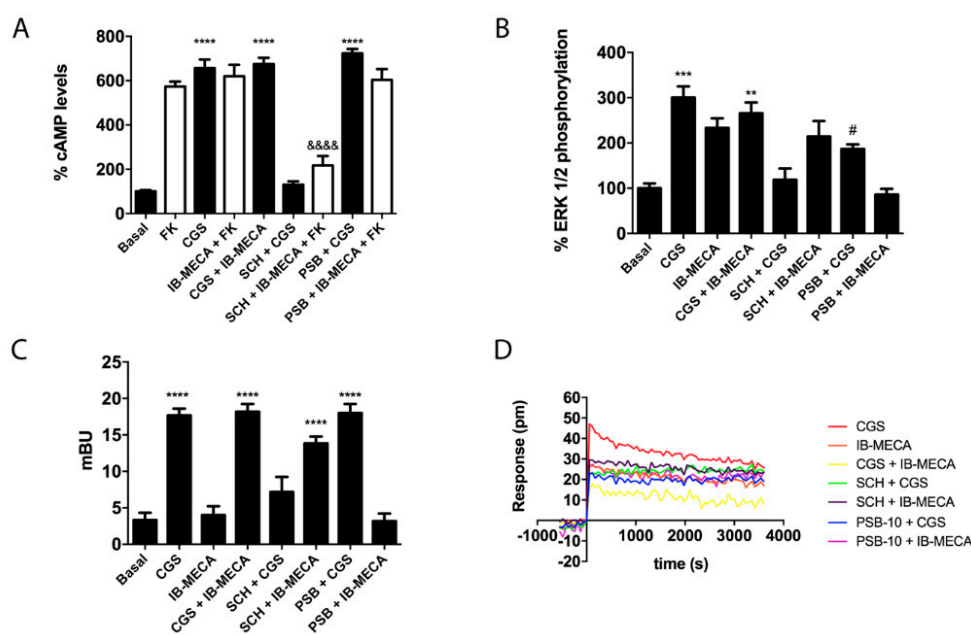 A
% cAMP levels
800
600
400
200
0
**** **** ****
&&&&
Basal
FK
CGS
IB-MECA + FK
CGS + IB-MECA
SCH + CGS
SCH + IB-MECA + FK
PSB + CGS
PSB + IB-MECA + FK
B
% ERK 1/2 phosphorylation
400
300
200
100
0
***
**
#
Basal
CGS
IB-MECA
CGS + IB-MECA
SCH + CGS
SCH + IB-MECA
PSB + CGS
PSB + IB-MECA
C
mBU
25
20
15
10
5
0
**** **** **** ****
Basal
CGS
IB-MECA
CGS + IB-MECA
SCH + CGS
SCH + IB-MECA
PSB + CGS
PSB + IB-MECA
D
Response (pm)
60
50
40
30
20
10
-10
-20
-1000 1000 2000 3000 4000
time (s)
CGS
IB-MECA
CGS + IB-MECA
SCH + CGS
SCH + IB-MECA
PSB-10 + CGS
PSB-10 + IB-MECA